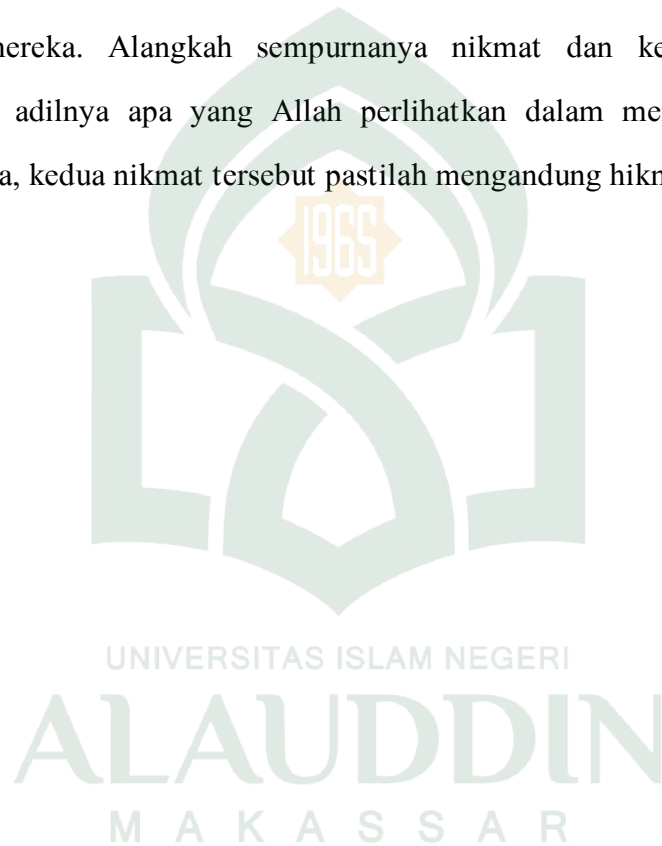 mereka. Alangkah sempurnanya nikmat dan
adilnya apa yang Allah perlihatkan dalam
kedua nikmat tersebut pastilah mengandung
1965
UNIVERSITAS ISLAM NEGERI
ALAUDDIN
MAKASSAR